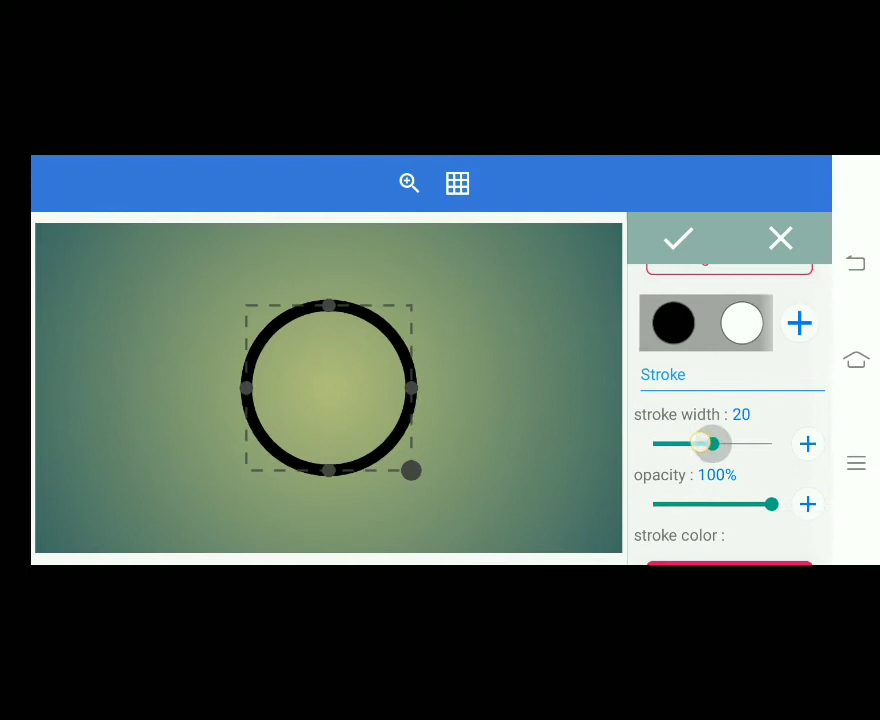 Stroke
stroke width : 20
opacity : 100%
stroke color :